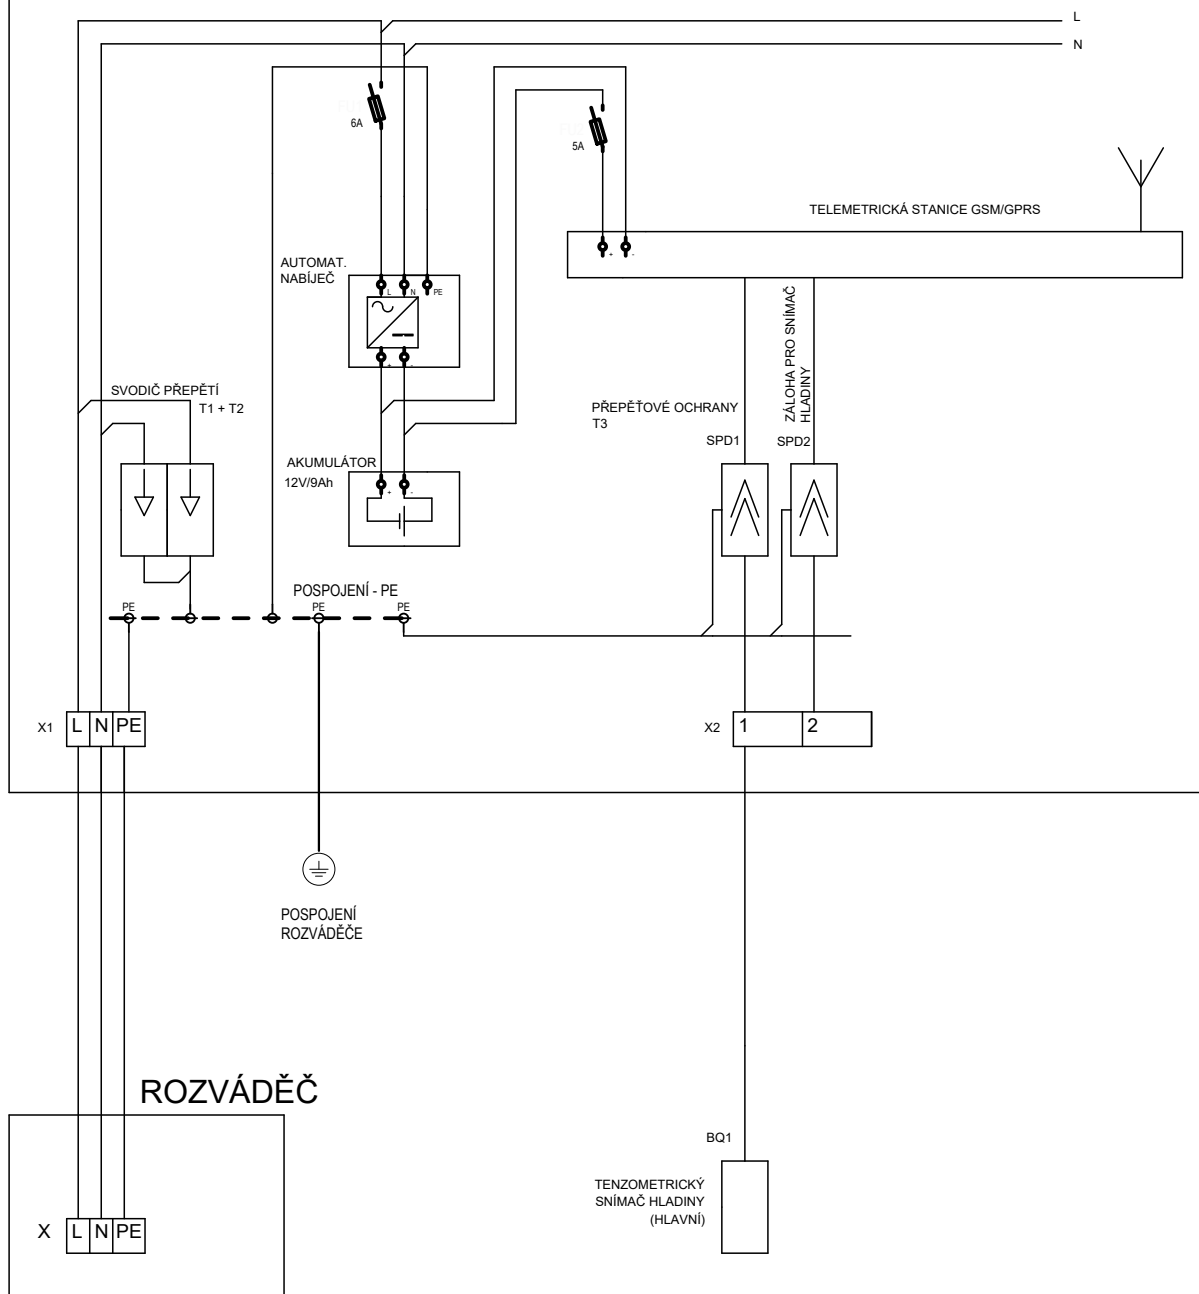 L
N
6A
5A
TELEMETRICKÁ STANICE GSM/GPRS
+ -
AUTOMAT.
NABÍJEČ
L N PE
+ -
ZÁLOHA PRO SNÍMAČ
HLADINY
SVODIČ PŘEPĚTÍ
T1 + T2
PŘEPĚŤOVÉ OCHRANY
T3
SPD1
SPD2
AKUMULÁTOR
12V/9Ah
+ -
POSPOJENÍ - PE
PE PE PE
X1 L N PE
X2 1 2
POSPOJENÍ
ROZVÁDĚČE
ROZVÁDĚČ
BQ1
TENZOMETRICKÝ
SNÍMAČ HLADINY
(HLAVNÍ)
X L N PE